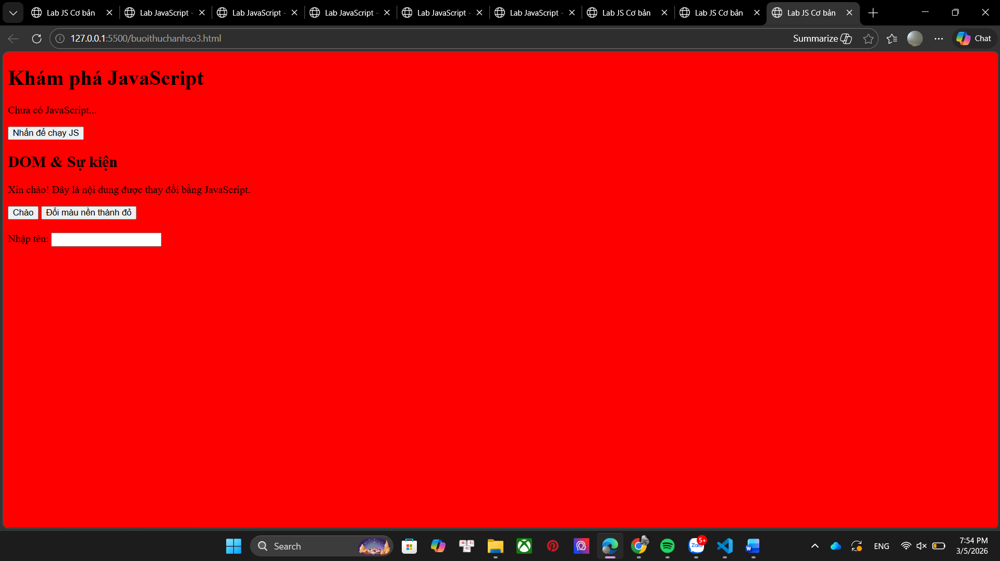 Lab JS Cơ bản
Lab JavaScript -
Lab JavaScript -
Lab JavaScript -
Lab JavaScript -
Lab JavaScript -
Lab JS Cơ bản
Lab JS Cơ bản
Lab JS Cơ bản
127.0.0.1:5500/buoithuchanhso3.html
Summarize
Chat
Khám phá JavaScript
Chưa có JavaScript...
Nhấn để chạy JS
DOM & Sự kiện
Xin chào! Đây là nội dung được thay đổi bằng JavaScript.
Chào
Đổi màu nền thành đỏ
Nhập tên:
Search
Zalo
5+
ENG
7:54 PM
3/5/2026